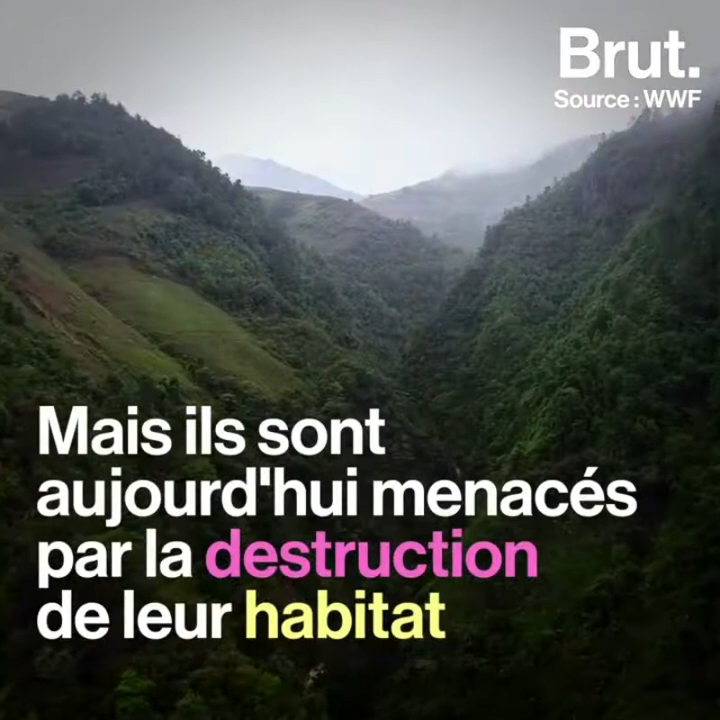 Brut.
Source : WWF
Mais ils sont
aujourd'hui menacés
par la destruction
de leur habitat